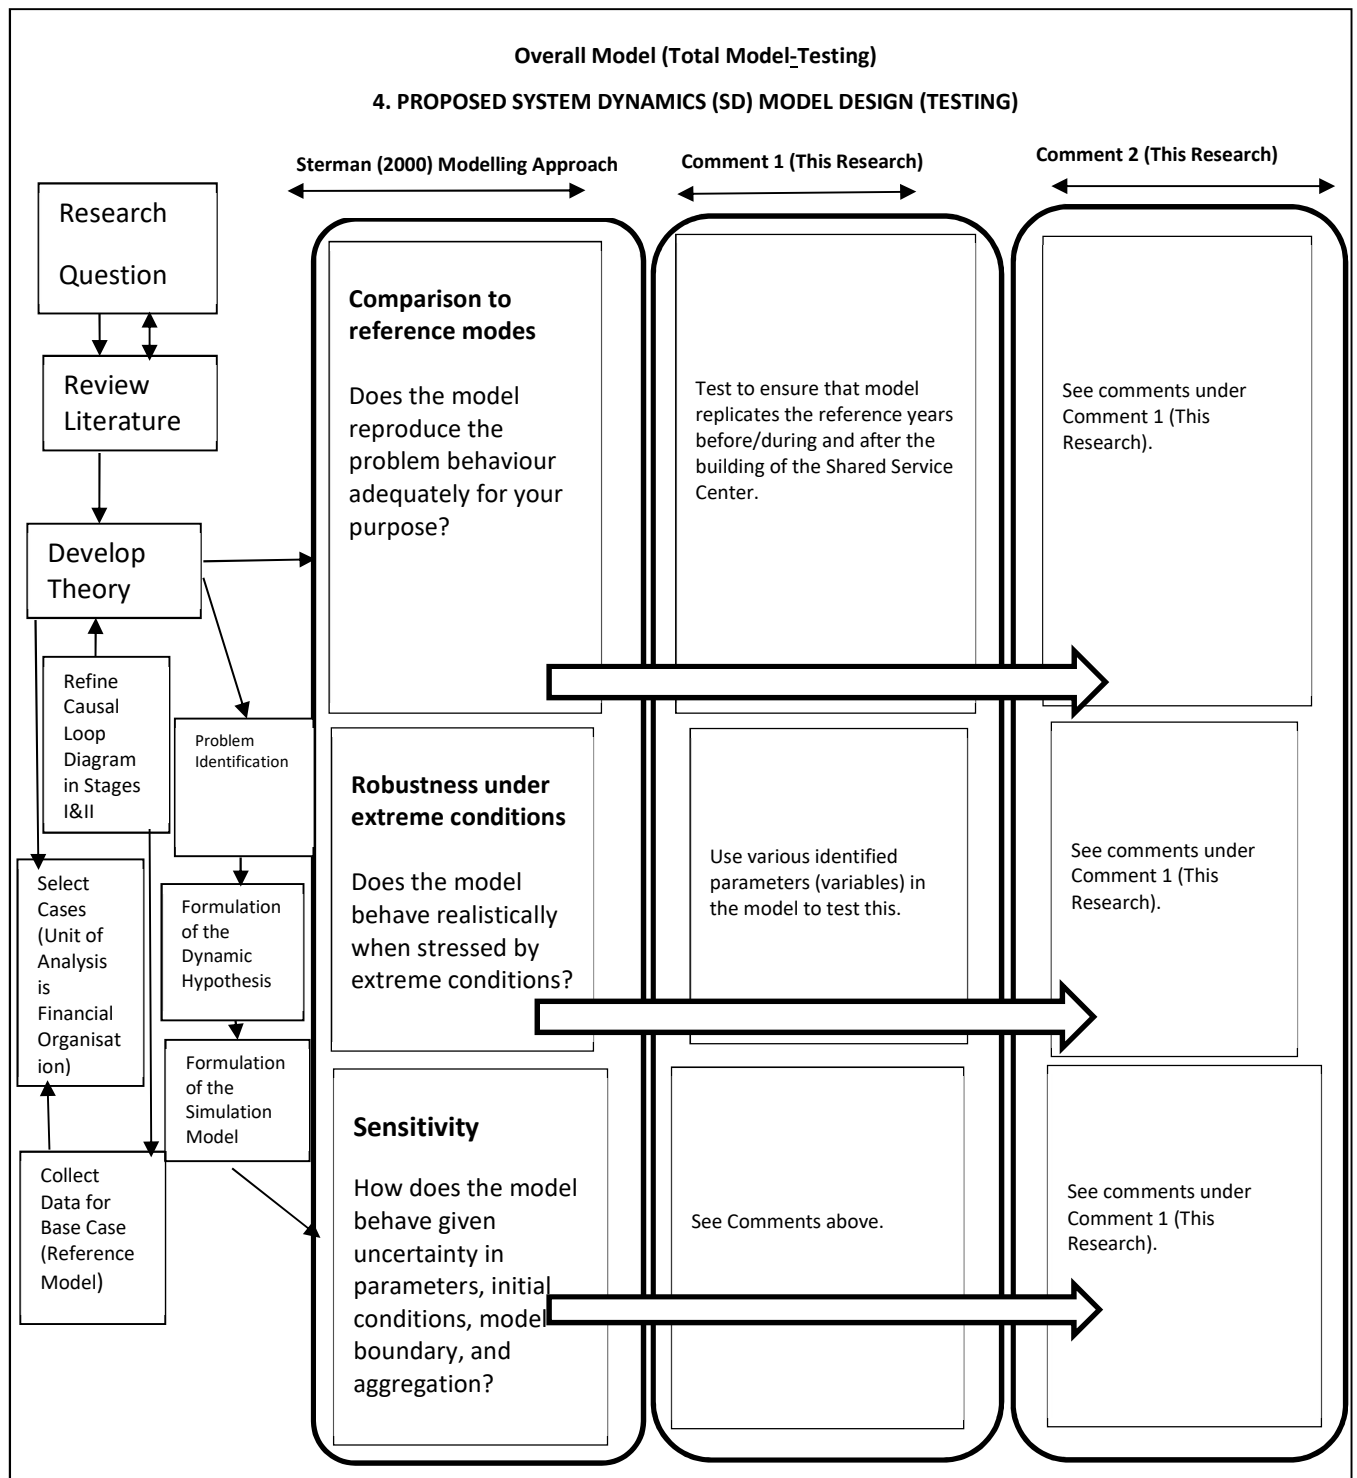 Overall Model (Total Model-Testing)
4. PROPOSED SYSTEM DYNAMICS (SD) MODEL DESIGN (TESTING)
Sterman (2000) Modelling Approach
Comment 1 (This Research)
Comment 2 (This Research)
Research
Question
Review
Literature
Develop
Theory
Refine
Causal
Loop
Diagram
in Stages
I&II
Select
Cases
(Unit of
Analysis
is
Financial
Organisat
ion)
Collect
Data for
Base Case
(Reference
Model)
Problem
Identification
Formulation
of the
Dynamic
Hypothesis
Formulation
of the
Simulation
Model
Comparison to
reference modes
Does the model
reproduce the
problem behaviour
adequately for your
purpose?
Test to ensure that model
replicates the reference years
before/during and after the
building of the Shared Service
Center.
See comments under
Comment 1 (This
Research).
Robustness under
extreme conditions
Does the model
behave realistically
when stressed by
extreme conditions?
Use various identified
parameters (variables) in
the model to test this.
See comments under
Comment 1 (This
Research).
Sensitivity
How does the model
behave given
uncertainty in
parameters, initial
conditions, model
boundary, and
aggregation?
See Comments above.
See comments under
Comment 1 (This
Research).